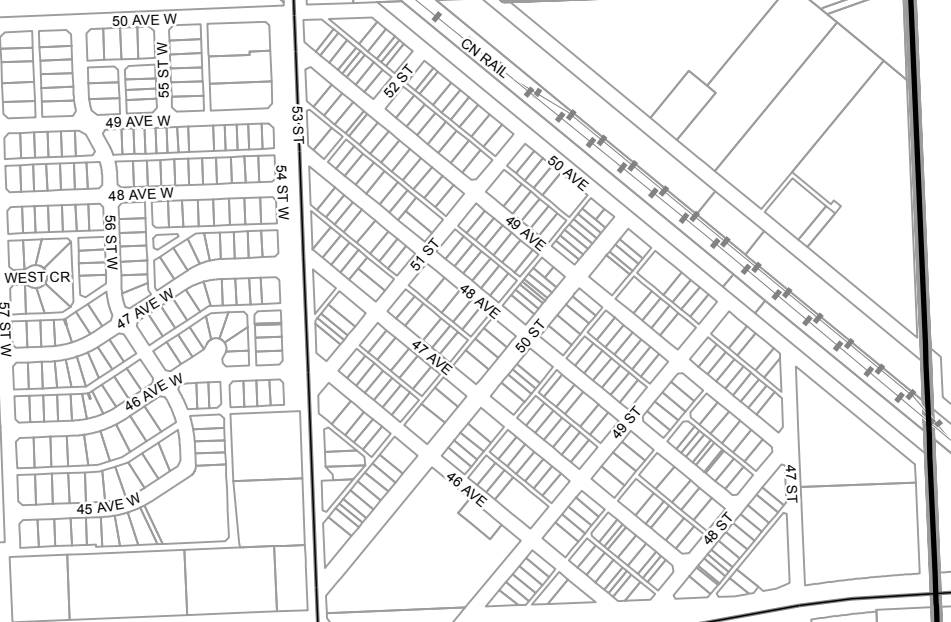 50 AVE W
CN RAIL
55 ST W
52 ST
49 AVE W
53 ST
50 AVE
48 AVE W
54 ST W
56 ST W
49 AVE
51 ST
WEST CR
47 AVE W
48 AVE
57 ST W
50 ST
47 AVE
46 AVE W
49 ST
46 AVE
47 ST
45 AVE W
48 ST